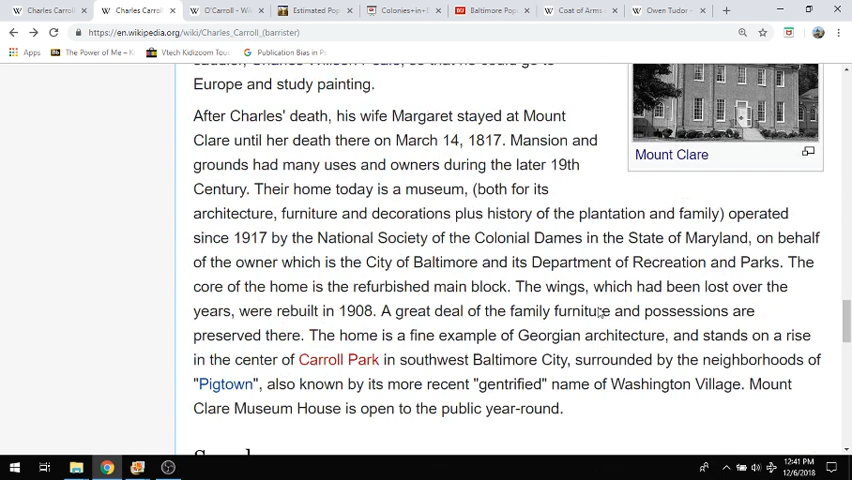 Charles Carroll
Charles Carroll
O'Carroll - Wi
Estimated Pop
Colonies+in+
Baltimore Pop
Coat of Arms
Owen Tudor -
https://en.wikipedia.org/wiki/Charles_Carroll_(barrister)
Apps
The Power of Me –
Vtech Kidizoom Tou
Publication Bias in P
Europe and study painting.
After Charles' death, his wife Margaret stayed at Mount
Clare until her death there on March 14, 1817. Mansion and
grounds had many uses and owners during the later 19th
Century. Their home today is a museum, (both for its
architecture, furniture and decorations plus history of the plantation and family) operated
since 1917 by the National Society of the Colonial Dames in the State of Maryland, on behalf
of the owner which is the City of Baltimore and its Department of Recreation and Parks. The
core of the home is the refurbished main block. The wings, which had been lost over the
years, were rebuilt in 1908. A great deal of the family furniture and possessions are
preserved there. The home is a fine example of Georgian architecture, and stands on a rise
in the center of Carroll Park in southwest Baltimore City, surrounded by the neighborhoods of
"Pigtown", also known by its more recent "gentrified" name of Washington Village. Mount
Clare Museum House is open to the public year-round.
Mount Clare
12:41 PM
12/6/2018